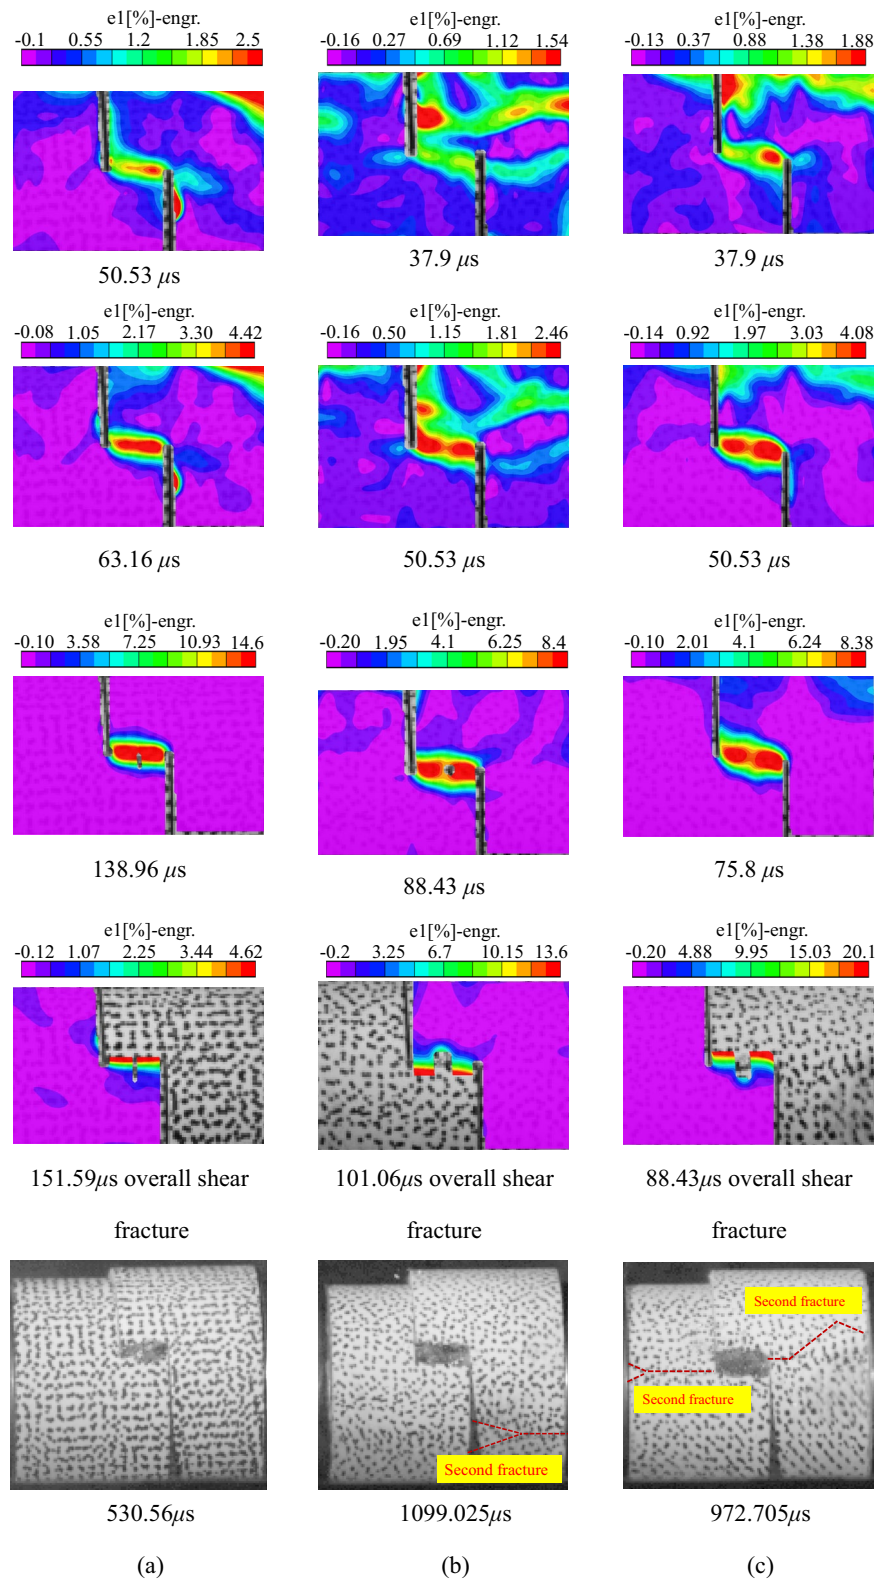 e1[%]-engr.
-0.1 0.55 1.2 1.85 2.5
e1[%]-engr.
-0.16 0.27 0.69 1.12 1.54
e1[%]-engr.
-0.13 0.37 0.88 1.38 1.88
50.53 μs
37.9 μs
37.9 μs
e1[%]-engr.
-0.08 1.05 2.17 3.30 4.42
e1[%]-engr.
-0.16 0.50 1.15 1.81 2.46
e1[%]-engr.
-0.14 0.92 1.97 3.03 4.08
63.16 μs
50.53 μs
50.53 μs
e1[%]-engr.
-0.10 3.58 7.25 10.93 14.6
e1[%]-engr.
-0.20 1.95 4.1 6.25 8.4
e1[%]-engr.
-0.10 2.01 4.1 6.24 8.38
138.96 μs
88.43 μs
75.8 μs
e1[%]-engr.
-0.12 1.07 2.25 3.44 4.62
e1[%]-engr.
-0.2 3.25 6.7 10.15 13.6
e1[%]-engr.
-0.20 4.88 9.95 15.03 20.1
151.59μs overall shear
fracture
101.06μs overall shear
fracture
88.43μs overall shear
fracture
Second fracture
Second fracture
Second fracture
530.56μs
1099.025μs
972.705μs
(a)
(b)
(c)